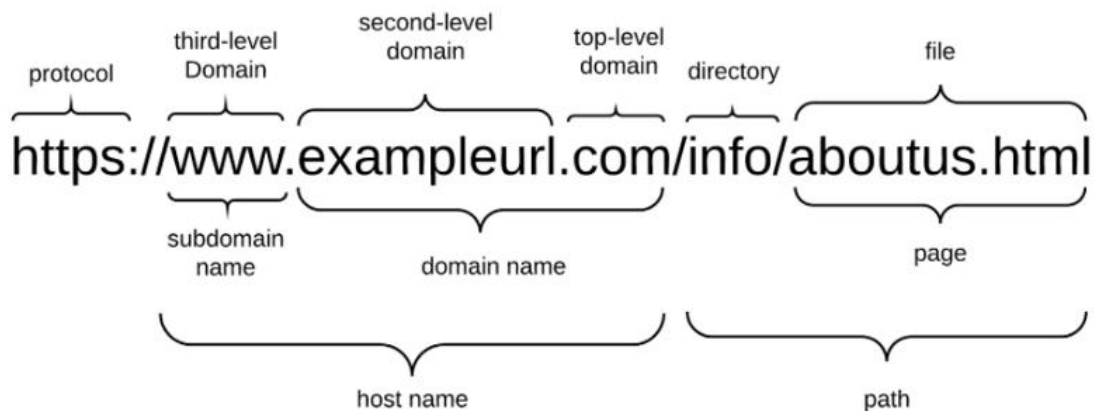 protocol
third-level
Domain
second-level
domain
top-level
domain
directory
file
https://www.exampleurl.com/info/aboutus.html
subdomain
name
domain name
page
host name
path